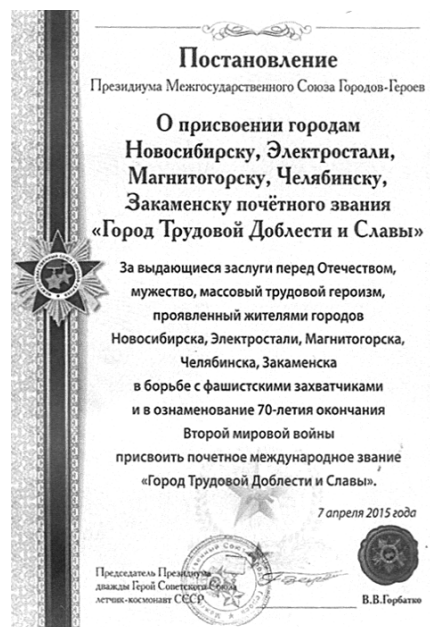 Постановление
Президиума Межгосударственного Союза Городов-Героев
О присвоении городам
Новосибирску, Электростали,
Магнитогорску, Челябинску,
Закаменску почётного звания
«Город Трудовой Доблести и Славы»
За выдающиеся заслуги перед Отечеством,
мужество, массовый трудовой героизм,
проявленный жителями городов
Новосибирска, Электростали, Магнитогорска,
Челябинска, Закаменска
в борьбе с фашистскими захватчиками
и в ознаменование 70-летия окончания
Второй мировой войны
присвоить почетное международное звание
«Город Трудовой Доблести и Славы».
7 апреля 2015 года
Председатель Президиума
дважды Герой Советского Союза
летчик-космонавт СССР
В.В.Горбатко